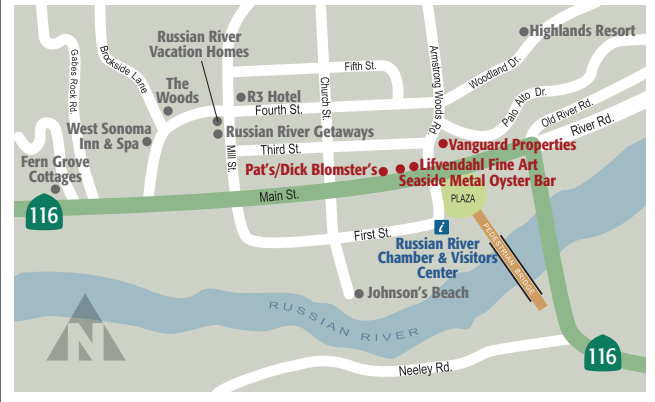 Russian River
Vacation Homes
Highlands Resort
Gabes Rock Rd.
Brookside Lane
Armstrong Woods Rd.
Fifth St.
Woodland Dr.
The
Woods
R3 Hotel
Church St.
Palo Alto Dr.
Fourth St.
Old River Rd.
River Rd.
West Sonoma
Inn & Spa
Russian River Getaways
Mill St.
Third St.
Vanguard Properties
Fern Grove
Cottages
Pat's/Dick Blomster's
Lifvendahl Fine Art
Seaside Metal Oyster Bar
Main St.
PLAZA
116
First St.
i
Russian River
Chamber & Visitors
Center
PEDESTRIAN BRIDGE
Johnson's Beach
RUSSIAN RIVER
N
116
Neeley Rd.